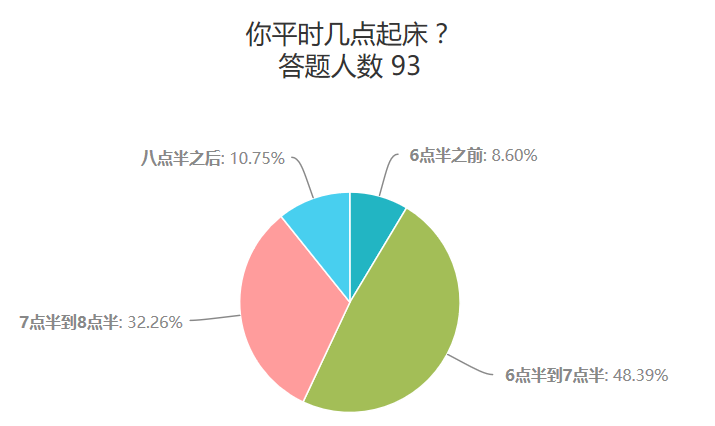 你平时几点起床？
答题人数 93
八点半之后: 10.75%
6点半之前: 8.60%
7点半到8点半: 32.26%
6点半到7点半: 48.39%